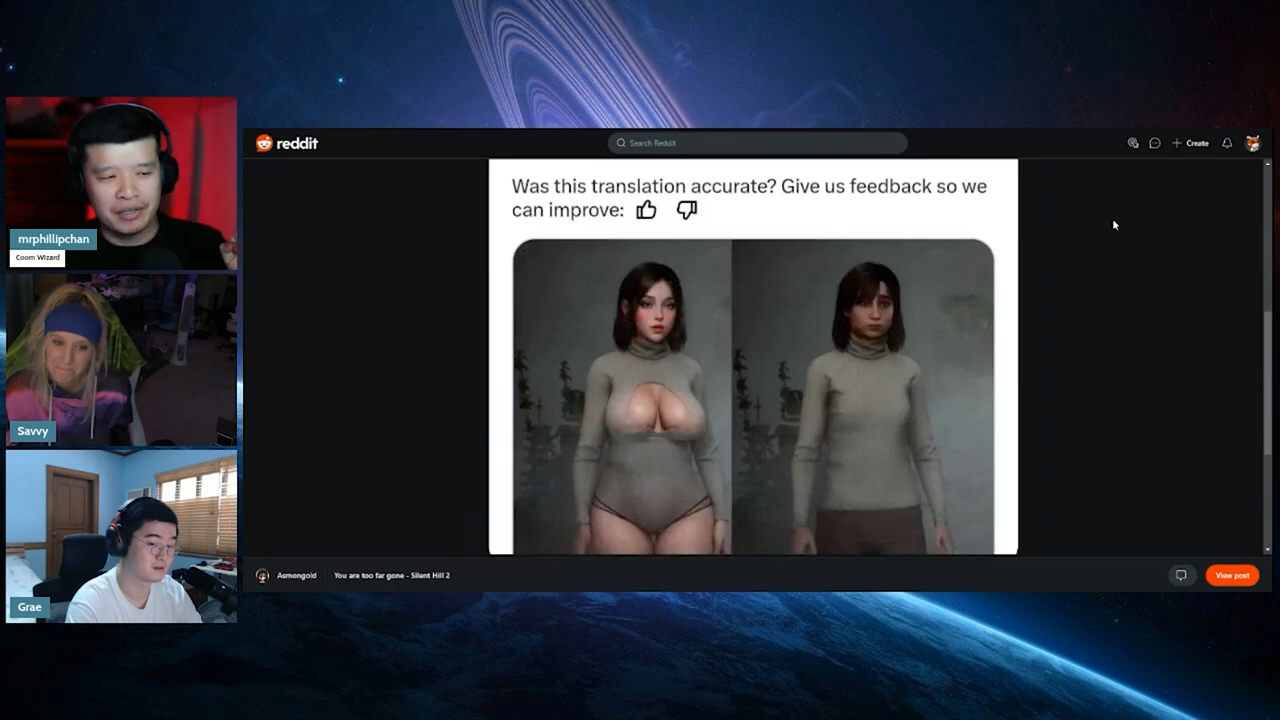 mrphillipchan
Coom Wizard
Savvy
Grae
reddit
Search Reddit
Create
Was this translation accurate? Give us feedback so we
can improve:
Asmongold
You are too far gone - Silent Hill 2
View post